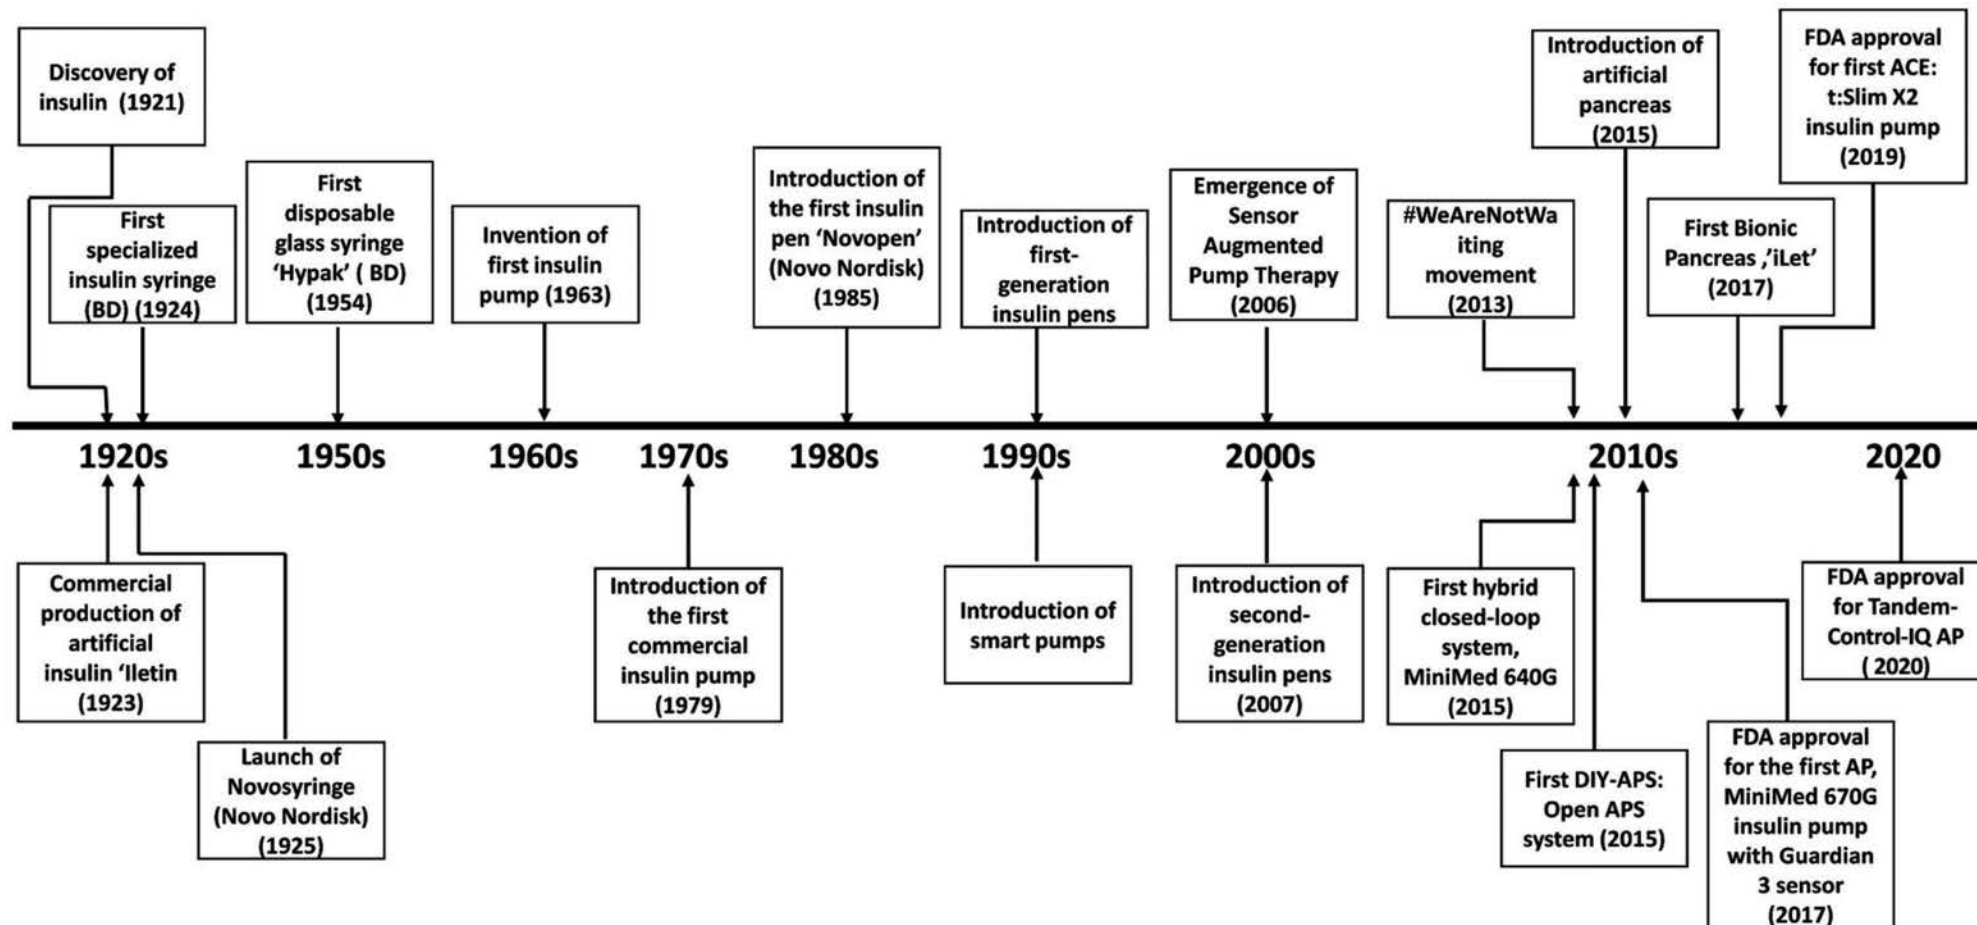 Discovery of
insulin (1921)
First
specialized
insulin syringe
(BD) (1924)
First
disposable
glass syringe
‘Hypak’ ( BD)
(1954)
Invention of
first insulin
pump (1963)
Introduction of
the first insulin
pen ‘Novopen’
(Novo Nordisk)
(1985)
Introduction of
first-
generation
insulin pens
Emergence of
Sensor
Augmented
Pump Therapy
(2006)
#WeAreNotWa
iting
movement
(2013)
Introduction of
artificial
pancreas
(2015)
First Bionic
Pancreas ,’iLet’
(2017)
FDA approval
for first ACE:
t:Slim X2
insulin pump
(2019)
1920s
1950s
1960s
1970s
1980s
1990s
2000s
2010s
2020
Commercial
production of
artificial
insulin ‘Iletin
(1923)
Launch of
Novosyringe
(Novo Nordisk)
(1925)
Introduction of
the first
commercial
insulin pump
(1979)
Introduction of
smart pumps
Introduction of
second-
generation
insulin pens
(2007)
First hybrid
closed-loop
system,
MiniMed 640G
(2015)
First DIY-APS:
Open APS
system (2015)
FDA approval
for the first AP,
MiniMed 670G
insulin pump
with Guardian
3 sensor
(2017)
FDA approval
for Tandem-
Control-IQ AP
( 2020)